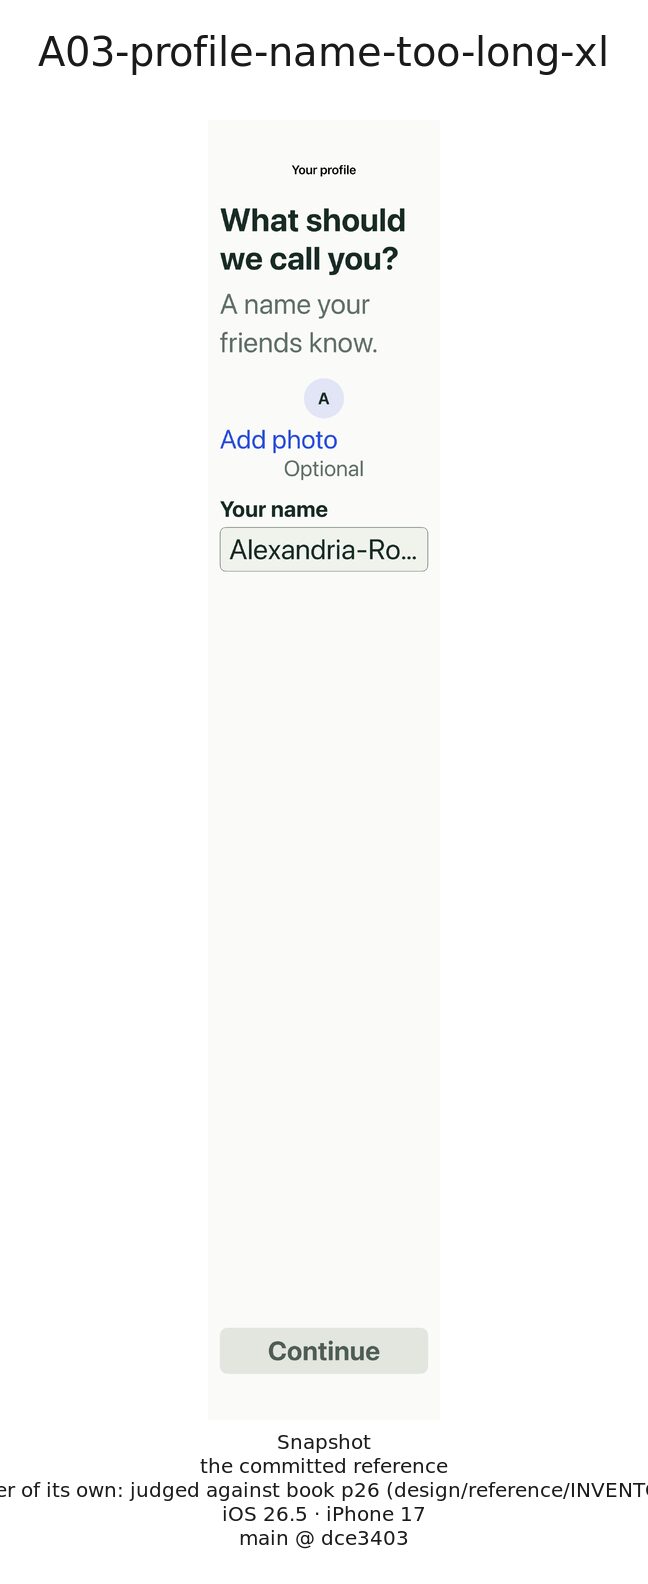 A03-profile-name-too-long-xl
Your profile
What should
we call you?
A name your
friends know.
A
Add photo
Optional
Your name
Alexandria-Ro…
Continue
Snapshot
the committed reference
of its own: judged against book p26 (design/reference/
iOS 26.5 · iPhone 17
main @ dce3403